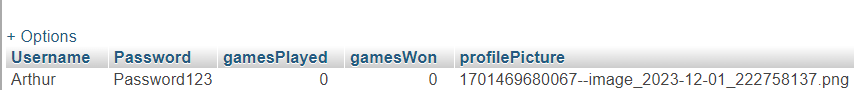 + Options
Username Password gamesPlayed gamesWon profilePicture
Arthur Password123 0 0 1701469680067--image_2023-12-01_222758137.png